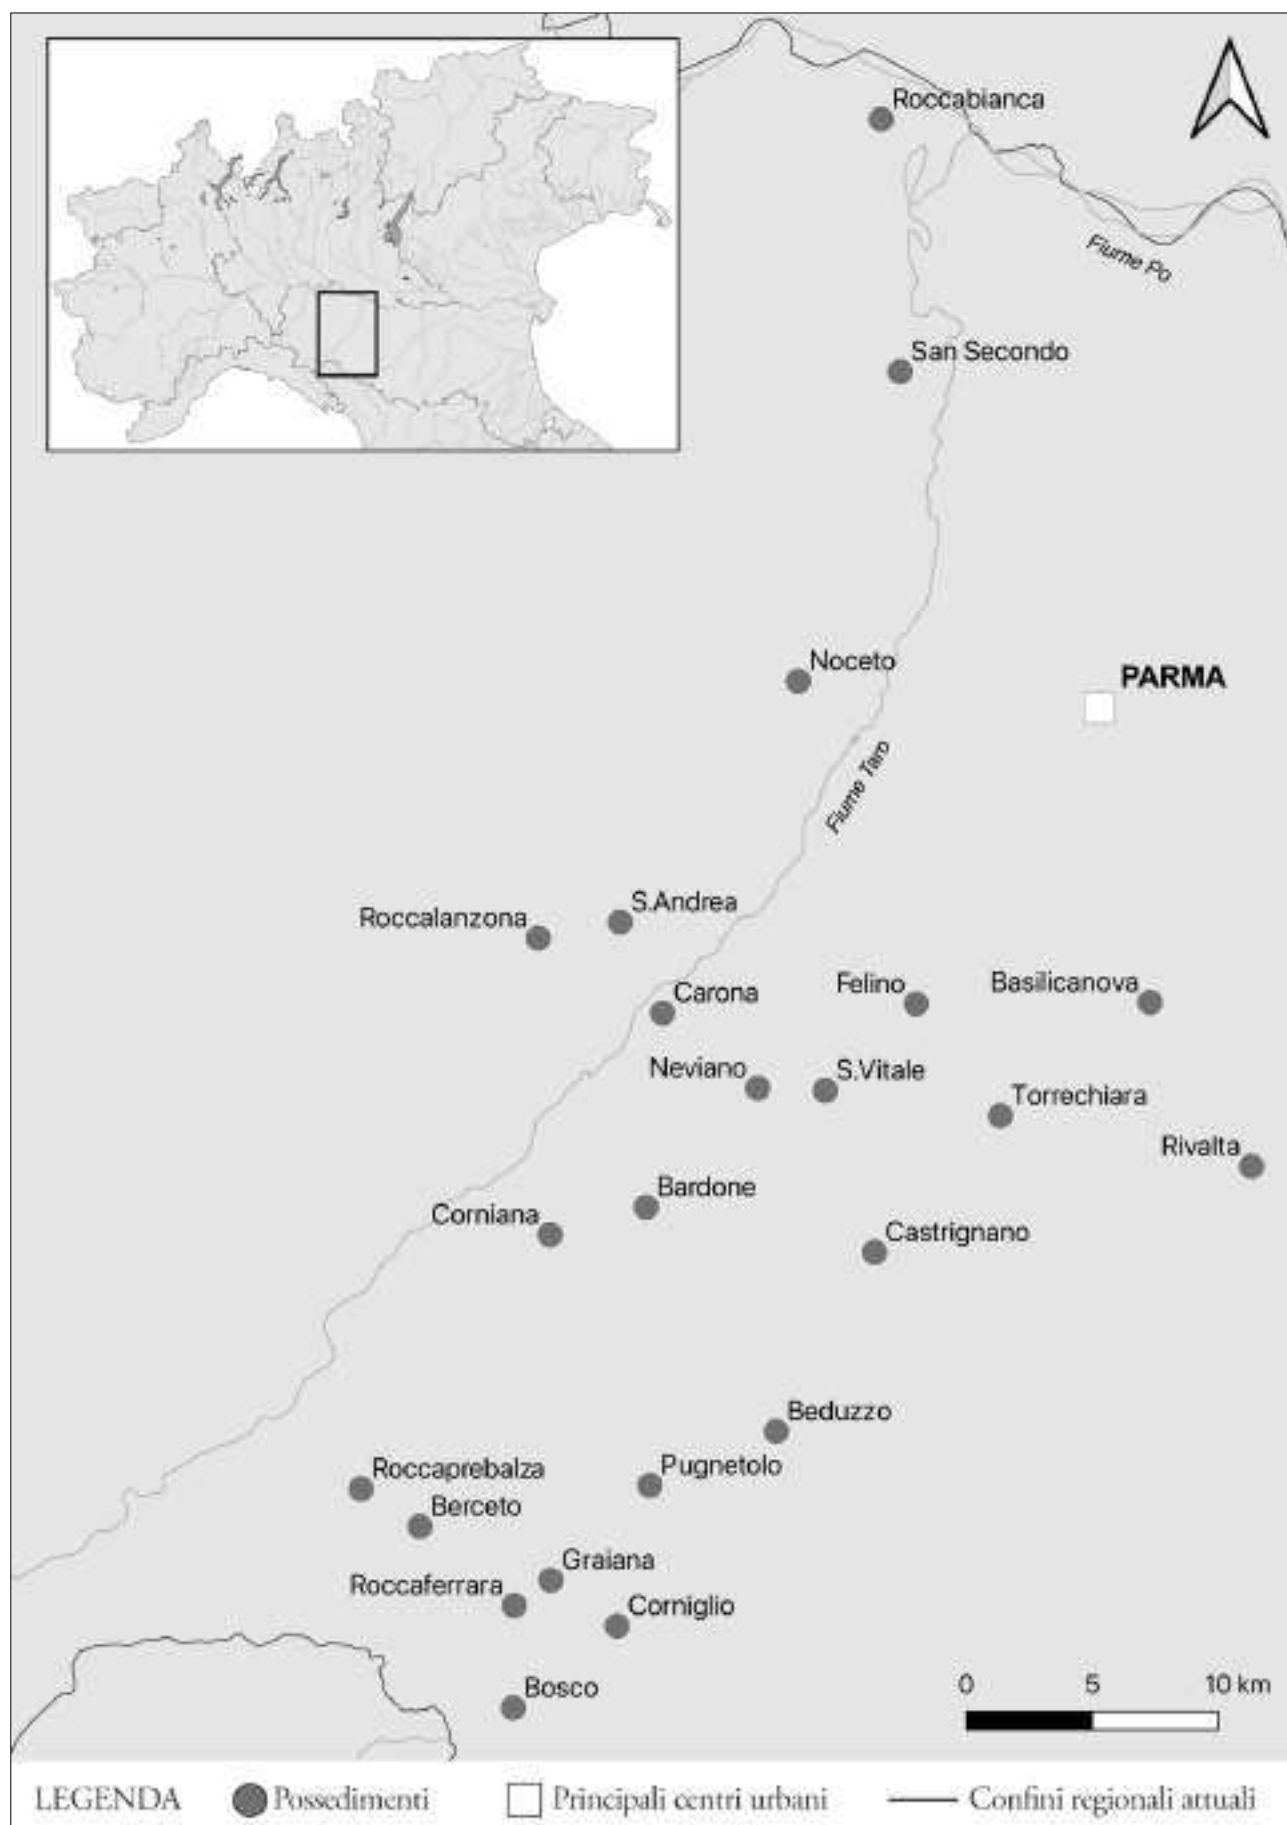 Roccabianca
Fiume Po
San Secondo
Noceto
PARMA
Fiume Taro
S.Andrea
Roccalanzona
Carona
Felino
Basilicanova
Neviano
S.Vitale
Torrechiara
Rivalta
Bardone
Corniana
Castrignano
Beduzzo
Pugnetolo
Roccaprebalza
Berceto
Graiana
Roccaferrara
Corniglio
Bosco
0 5 10 km
LEGENDA Possedimenti Principali centri urbani Confini regionali attuali